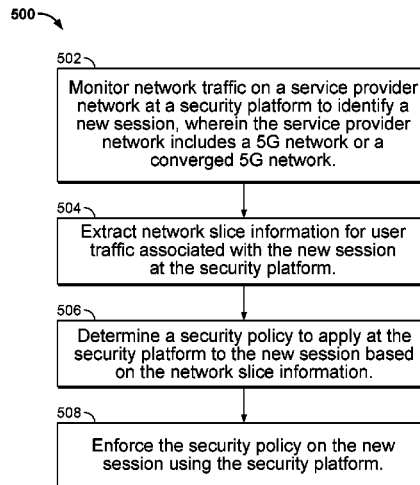 500
502
Monitor network traffic on a service provider
network at a security platform to identify a
new session, wherein the service provider
network includes a 5G network or a
converged 5G network.
504
Extract network slice information for user
traffic associated with the new session
at the security platform.
506
Determine a security policy to apply at the
security platform to the new session based
on the network slice information.
508
Enforce the security policy on the new
session using the security platform.